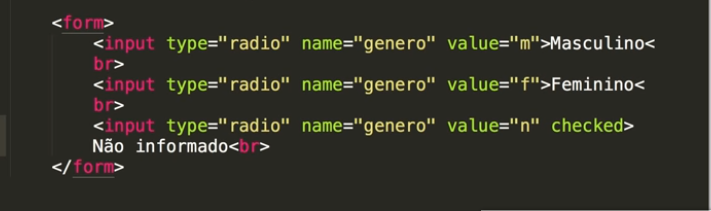 <form>
<input type="radio" name="genero" value="m">Masculino<
br>
<input type="radio" name="genero" value="f">Feminino<
br>
<input type="radio" name="genero" value="n" checked>
Não informado<br>
</form>